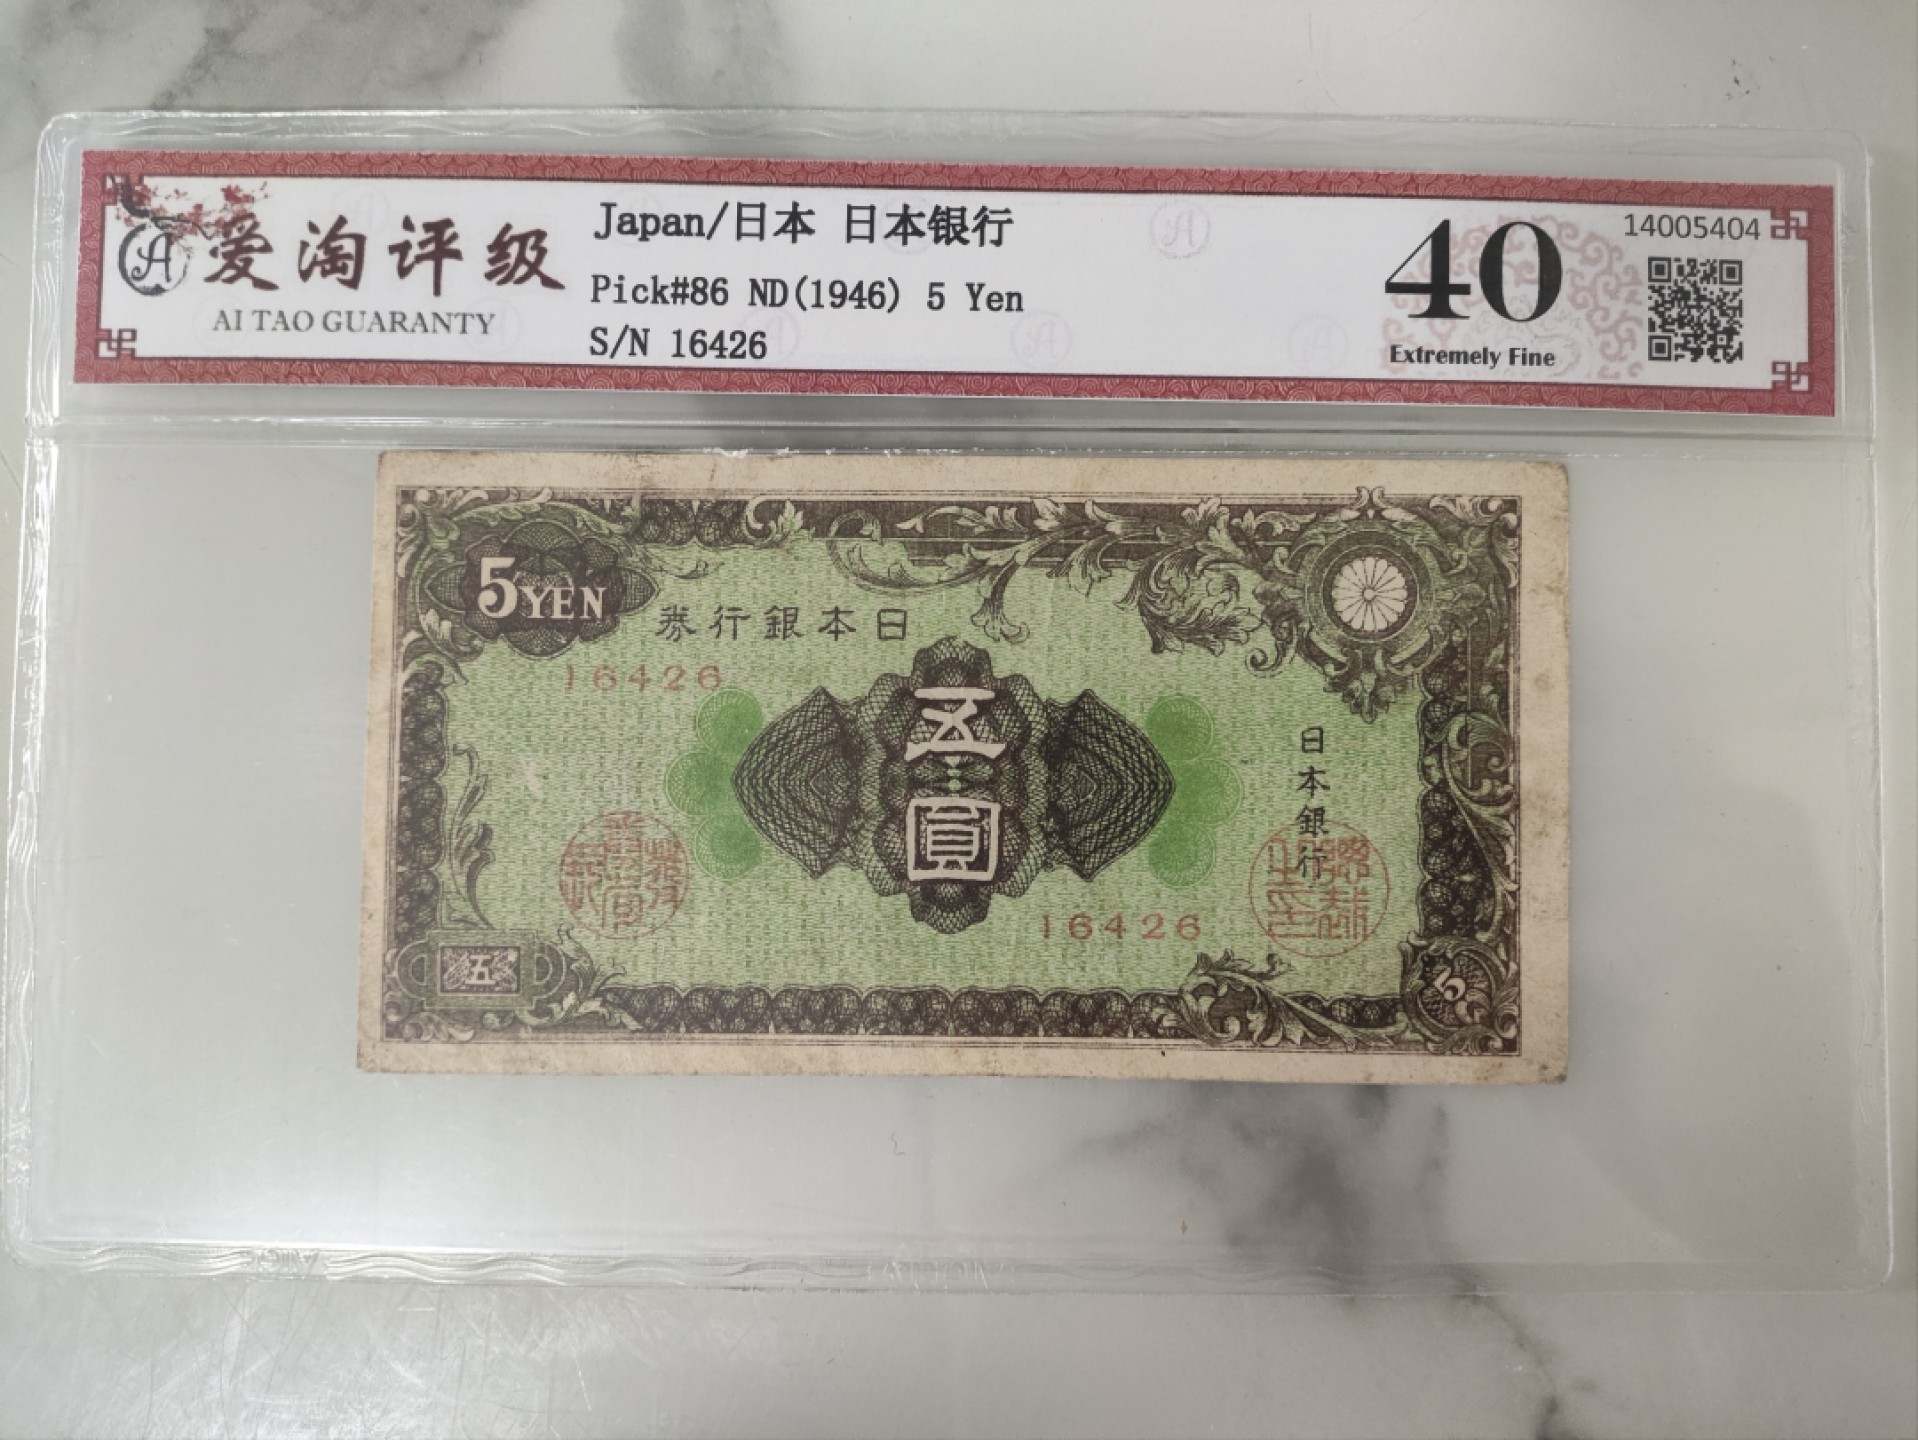 爱淘评级
AI TAO GUARANTY
Japan/日本 日本银行
Pick#86 ND(1946) 5 Yen
S/N 16426
40
Extremely Fine
14005404
5 YEN
券行銀本日
16426
五圓
日本銀行
16426
五
5